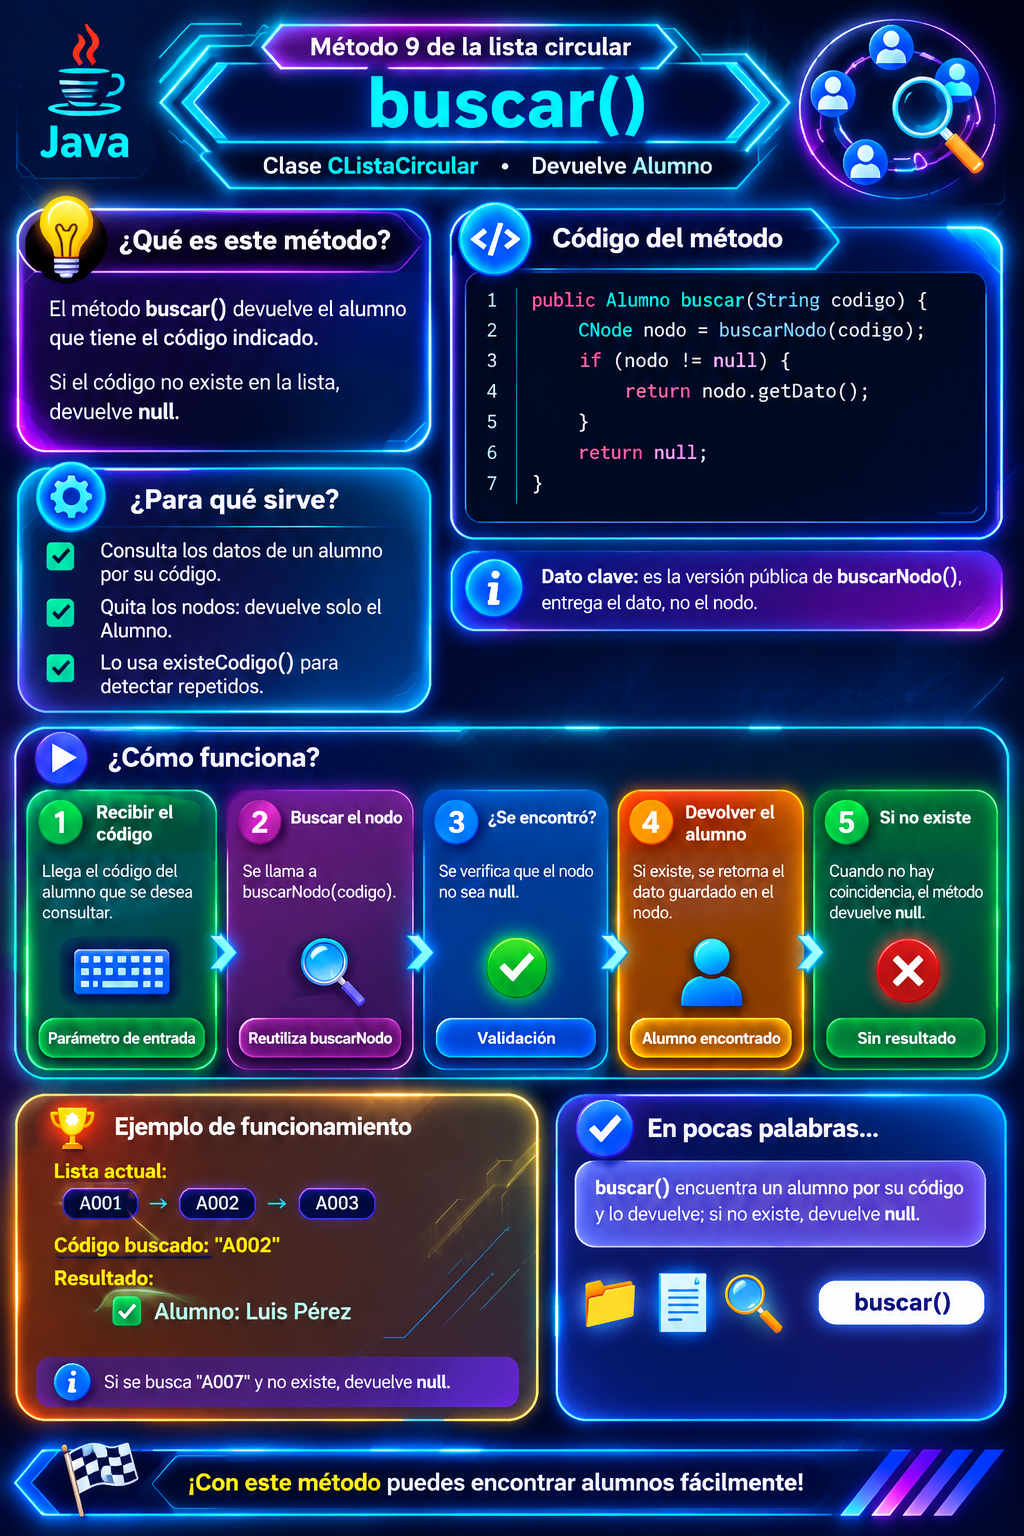 Java
Método 9 de la lista circular
buscar()
Clase CListaCircular • Devuelve Alumno
¿Qué es este método?
El método buscar() devuelve el alumno
que tiene el código indicado.
Si el código no existe en la lista,
devuelve null.
¿Para qué sirve?
Consulta los datos de un alumno
por su código.
Quita los nodos: devuelve solo el
Alumno.
Lo usa existeCodigo() para
detectar repetidos.
</> Código del método
1 public Alumno buscar(String codigo) {
2     CNode nodo = buscarNodo(codigo);
3     if (nodo != null) {
4         return nodo.getDato();
5     }
6     return null;
7 }
i
Dato clave: es la versión pública de buscarNodo(),
entrega el dato, no el nodo.
¿Cómo funciona?
1 Recibir el
código
Llega el código del
alumno que se desea
consultar.
Parámetro de entrada
2 Buscar el nodo
Se llama a
buscarNodo(codigo).
Reutiliza buscarNodo
3 ¿Se encontró?
Se verifica que el nodo
no sea null.
Validación
4 Devolver el
alumno
Si existe, se retorna el
dato guardado en el
nodo.
Alumno encontrado
5 Si no existe
Cuando no hay
coincidencia, el método
devuelve null.
Sin resultado
Ejemplo de funcionamiento
Lista actual:
A001 → A002 → A003
Código buscado: "A002"
Resultado:
Alumno: Luis Pérez
i Si se busca "A007" y no existe, devuelve null.
En pocas palabras...
buscar() encuentra un alumno por su código
y lo devuelve; si no existe, devuelve null.
buscar()
¡Con este método puedes encontrar alumnos fácilmente!